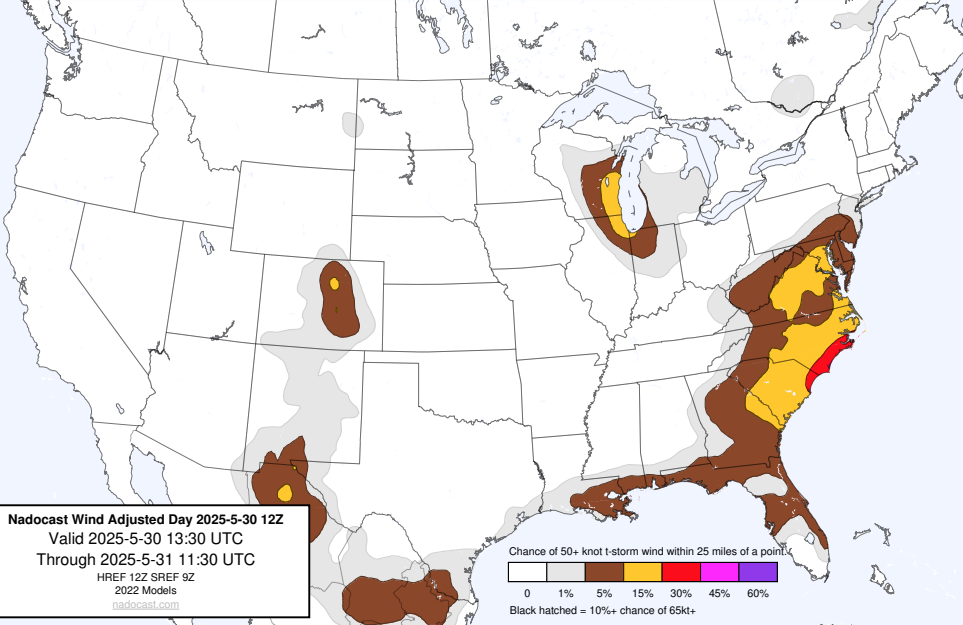 Nadocast Wind Adjusted Day 2025-5-30 12Z
Valid 2025-5-30 13:30 UTC
Through 2025-5-31 11:30 UTC
HREF 12Z SREF 9Z
2022 Models
nadocast.com
Chance of 50+ knot t-storm wind within 25 miles of a point.
0 1% 5% 15% 30% 45% 60%
Black hatched = 10%+ chance of 65kt+